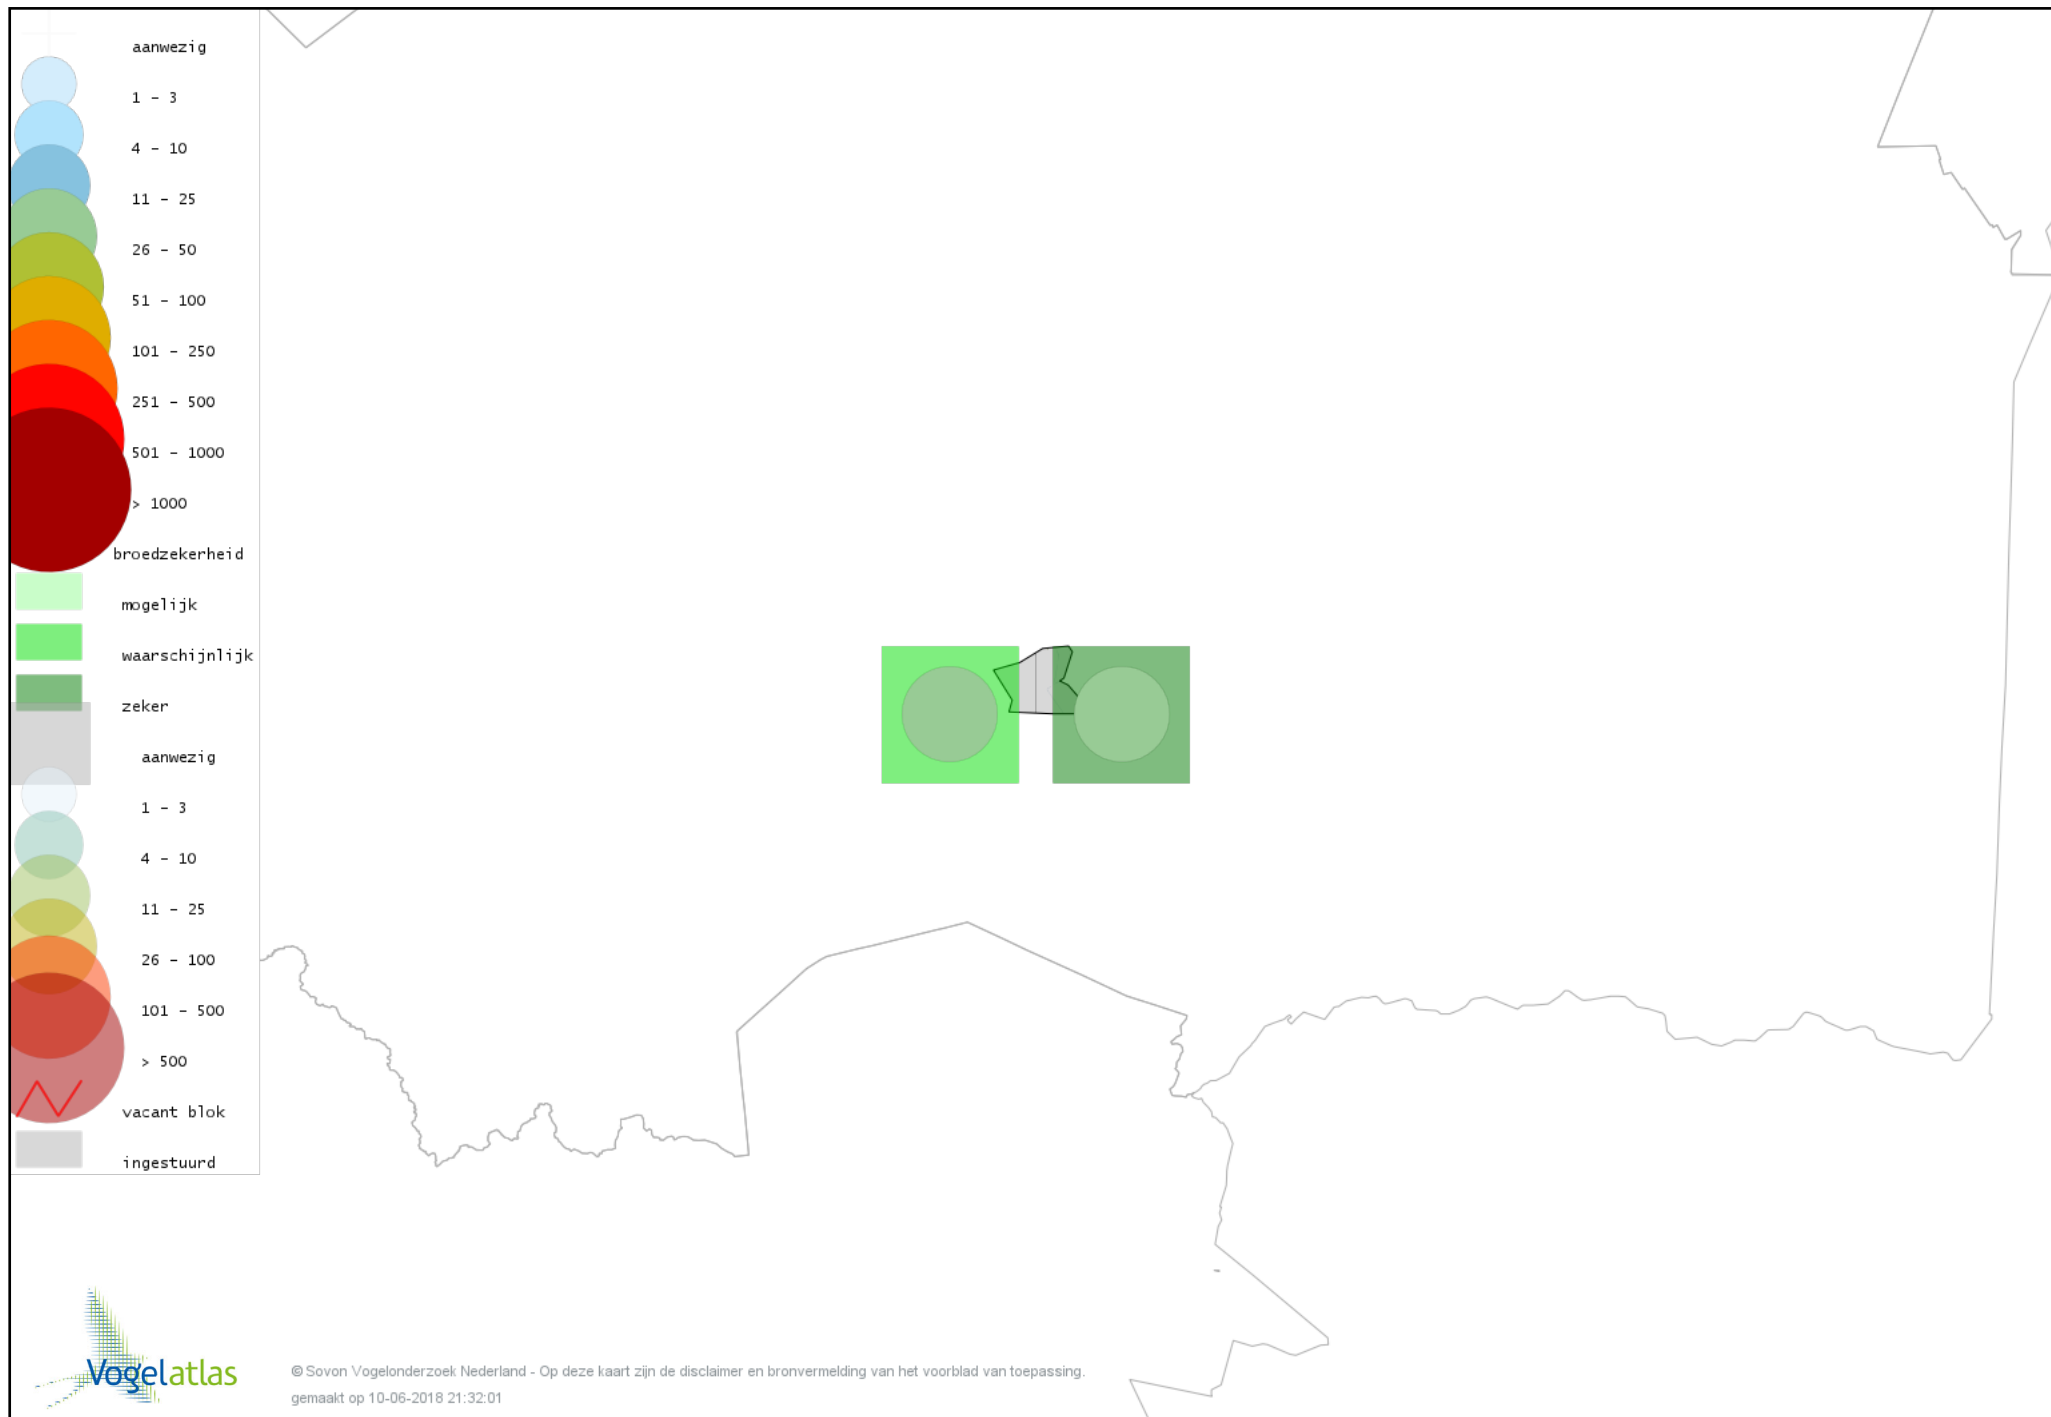 aanwezig
1 - 3
4 - 10
11 - 25
26 - 50
51 - 100
101 - 250
251 - 500
501 - 1000
> 1000
broedzekerheid
mogelijk
waarschijnlijk
zeker
aanwezig
1 - 3
4 - 10
11 - 25
26 - 100
101 - 500
> 500
vacant blok
ingestuurd
Vogelatlas
© Sovon Vogelonderzoek Nederland - Op deze kaart zijn de disclaimer en bronvermelding van het voorblad van toepassing.
gemaakt op 10-06-2018 21:32:01